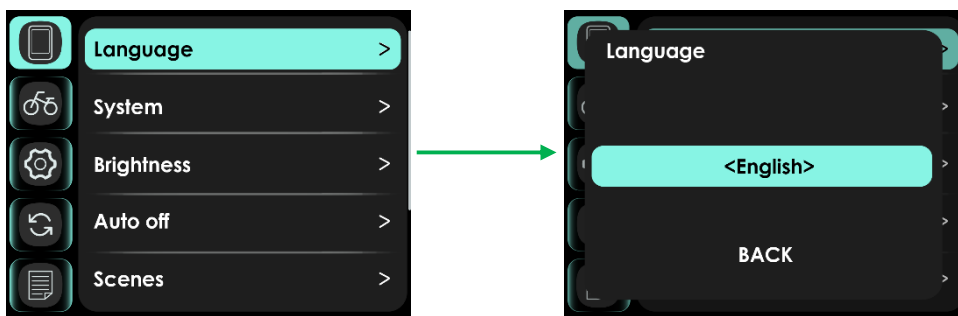 Language >
System >
Brightness >
Auto off >
Scenes >
Language
<English>
BACK